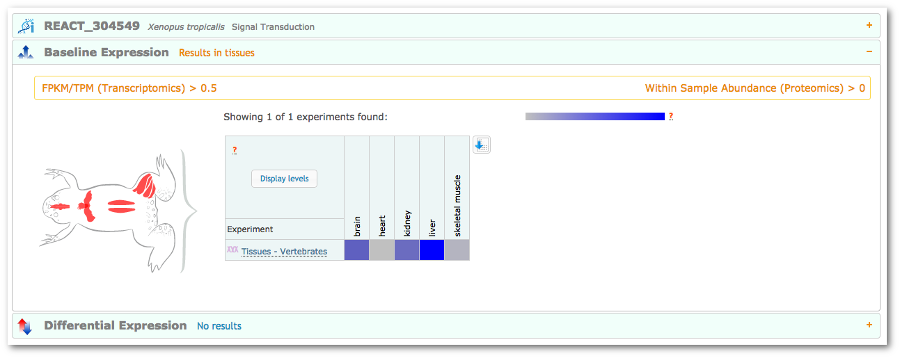 REACT_304549 Xenopus tropicalis Signal Transduction +
Baseline Expression Results in tissues −
FPKM/TPM (Transcriptomics) > 0.5 Within Sample Abundance (Proteomics) > 0
Showing 1 of 1 experiments found: ?
?
Display levels
Experiment
brain
heart
kidney
liver
skeletal muscle
Tissues - Vertebrates
Differential Expression No results +